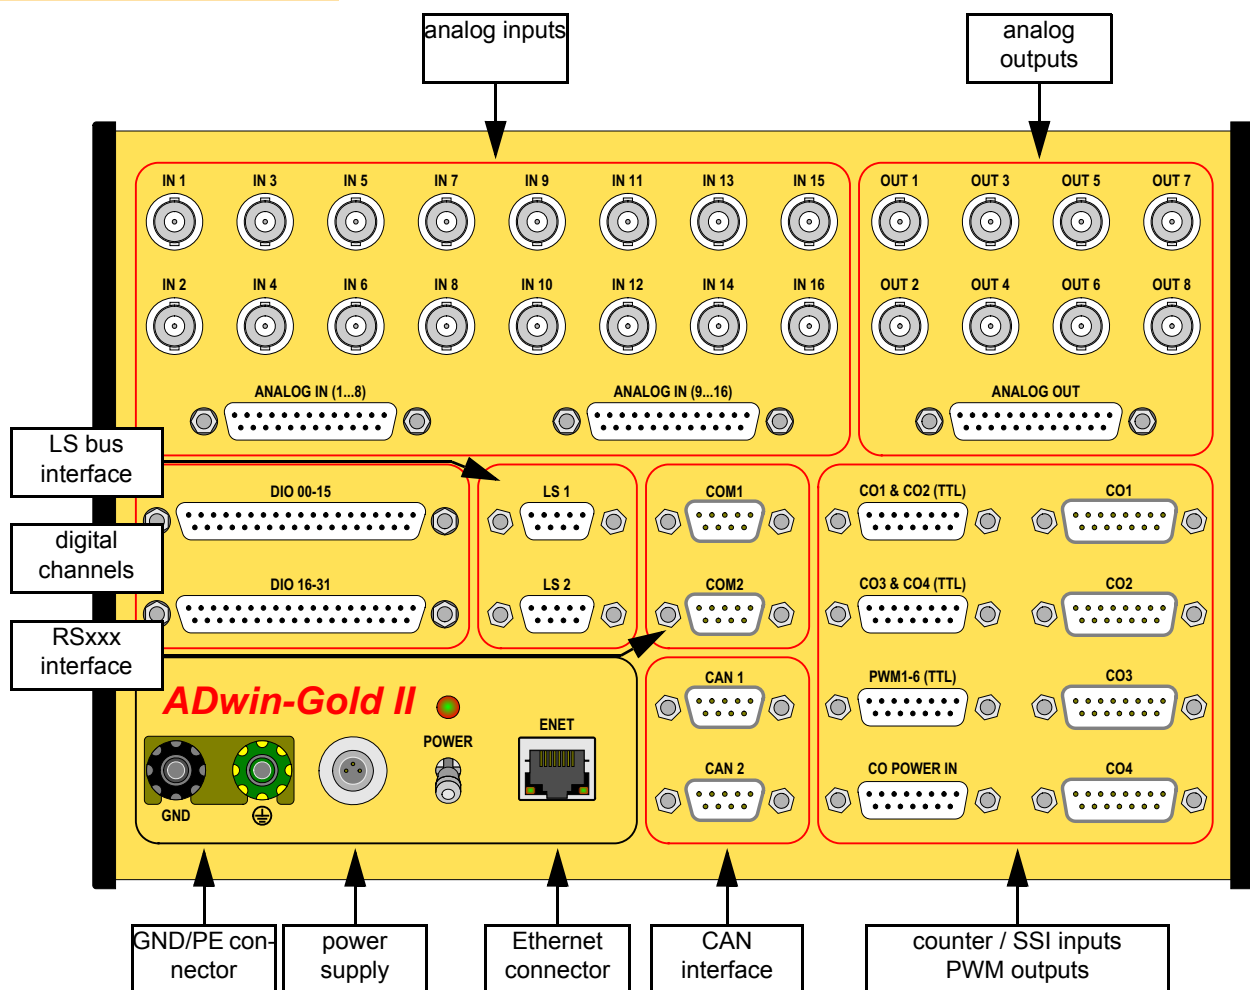 analog inputs
analog
outputs
IN 1 IN 3 IN 5 IN 7 IN 9 IN 11 IN 13 IN 15
OUT 1 OUT 3 OUT 5 OUT 7
IN 2 IN 4 IN 6 IN 8 IN 10 IN 12 IN 14 IN 16
OUT 2 OUT 4 OUT 6 OUT 8
ANALOG IN (1...8) ANALOG IN (9...16)
ANALOG OUT
LS bus
interface
digital
channels
RSxxx
interface
DIO 00-15
DIO 16-31
LS 1
LS 2
COM1
COM2
CO1 & CO2 (TTL)
CO1
CO3 & CO4 (TTL)
CO2
PWM1-6 (TTL)
CO3
CO POWER IN
CO4
CAN 1
CAN 2
ADwin-Gold II
POWER
ENET
GND
GND/PE con-
nector
power
supply
Ethernet
connector
CAN
interface
counter / SSI inputs
PWM outputs